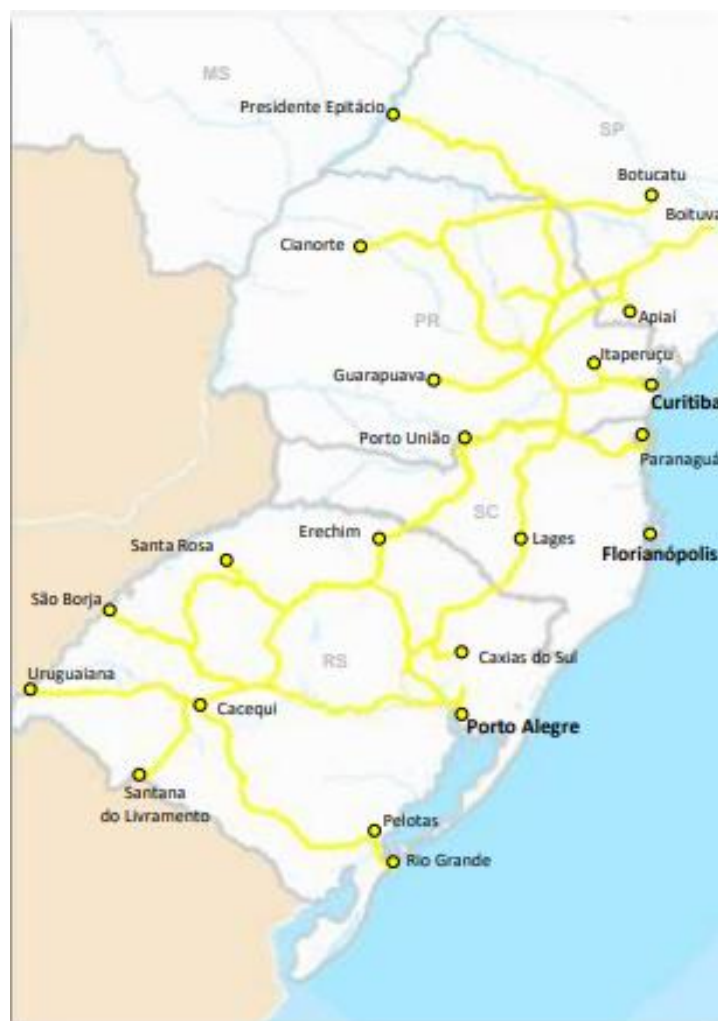 MS
Presidente Epitácio
SP
Botucatu
Boituva
Cianorte
PR
Apiaí
Itaperuçu
Guarapuava
Curitiba
Porto União
Paranaguá
SC
Erechim
Lages
Santa Rosa
Florianópolis
São Borja
RS
Caxias do Sul
Uruguaiana
Cacequi
Porto Alegre
Santana
do Livramento
Pelotas
Rio Grande